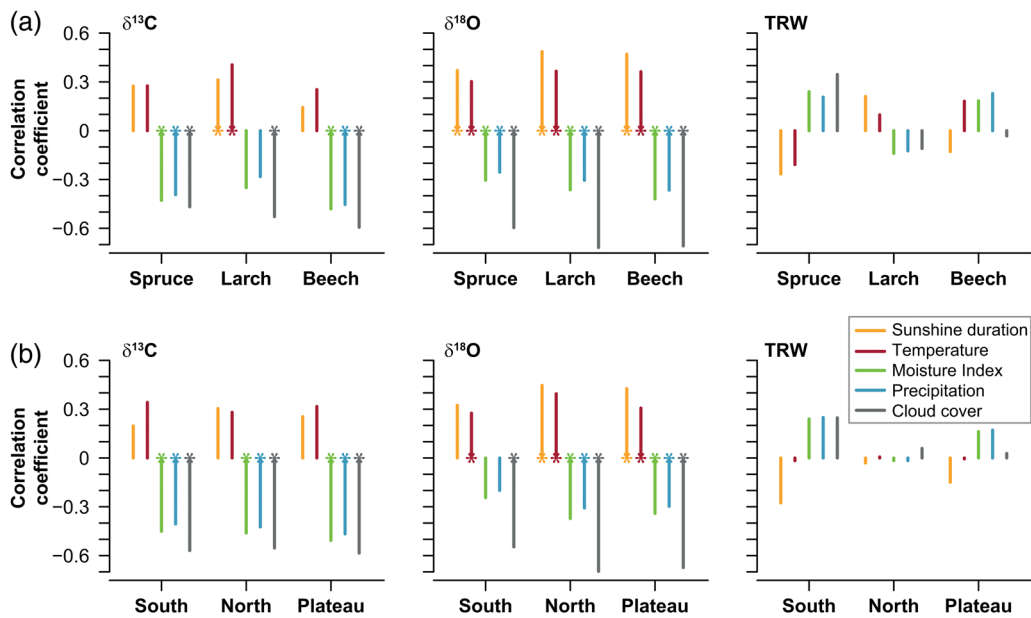 (a)
δ¹³C
δ¹⁸O
TRW
Correlation
coefficient
0.6
0.3
0
−0.3
−0.6
Spruce Larch Beech
Spruce Larch Beech
Spruce Larch Beech
(b)
δ¹³C
δ¹⁸O
TRW
Sunshine duration
Temperature
Moisture Index
Precipitation
Cloud cover
Correlation
coefficient
0.6
0.3
0
−0.3
−0.6
South North Plateau
South North Plateau
South North Plateau